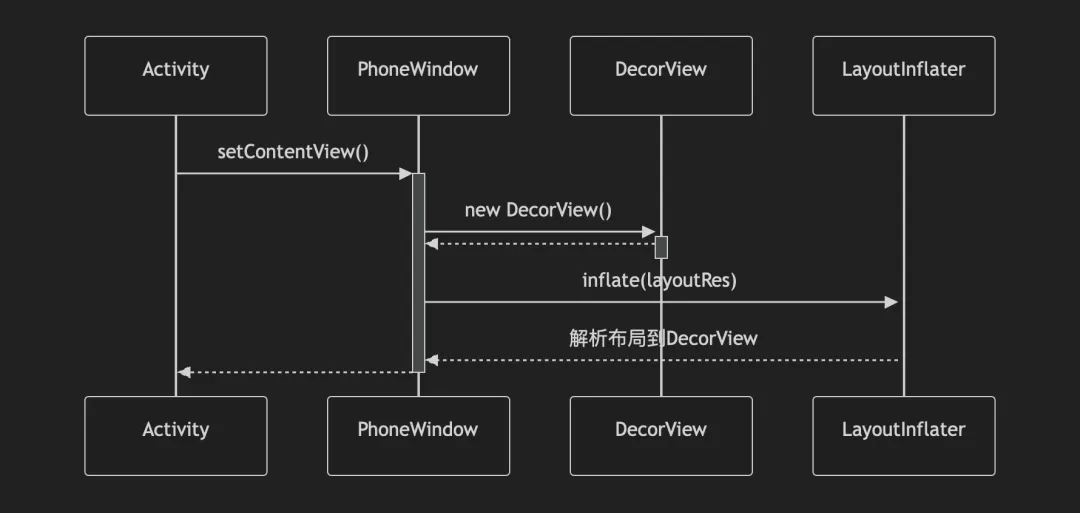 Activity
PhoneWindow
DecorView
LayoutInflater
setContentView()
new DecorView()
inflate(layoutRes)
解析布局到DecorView
Activity
PhoneWindow
DecorView
LayoutInflater